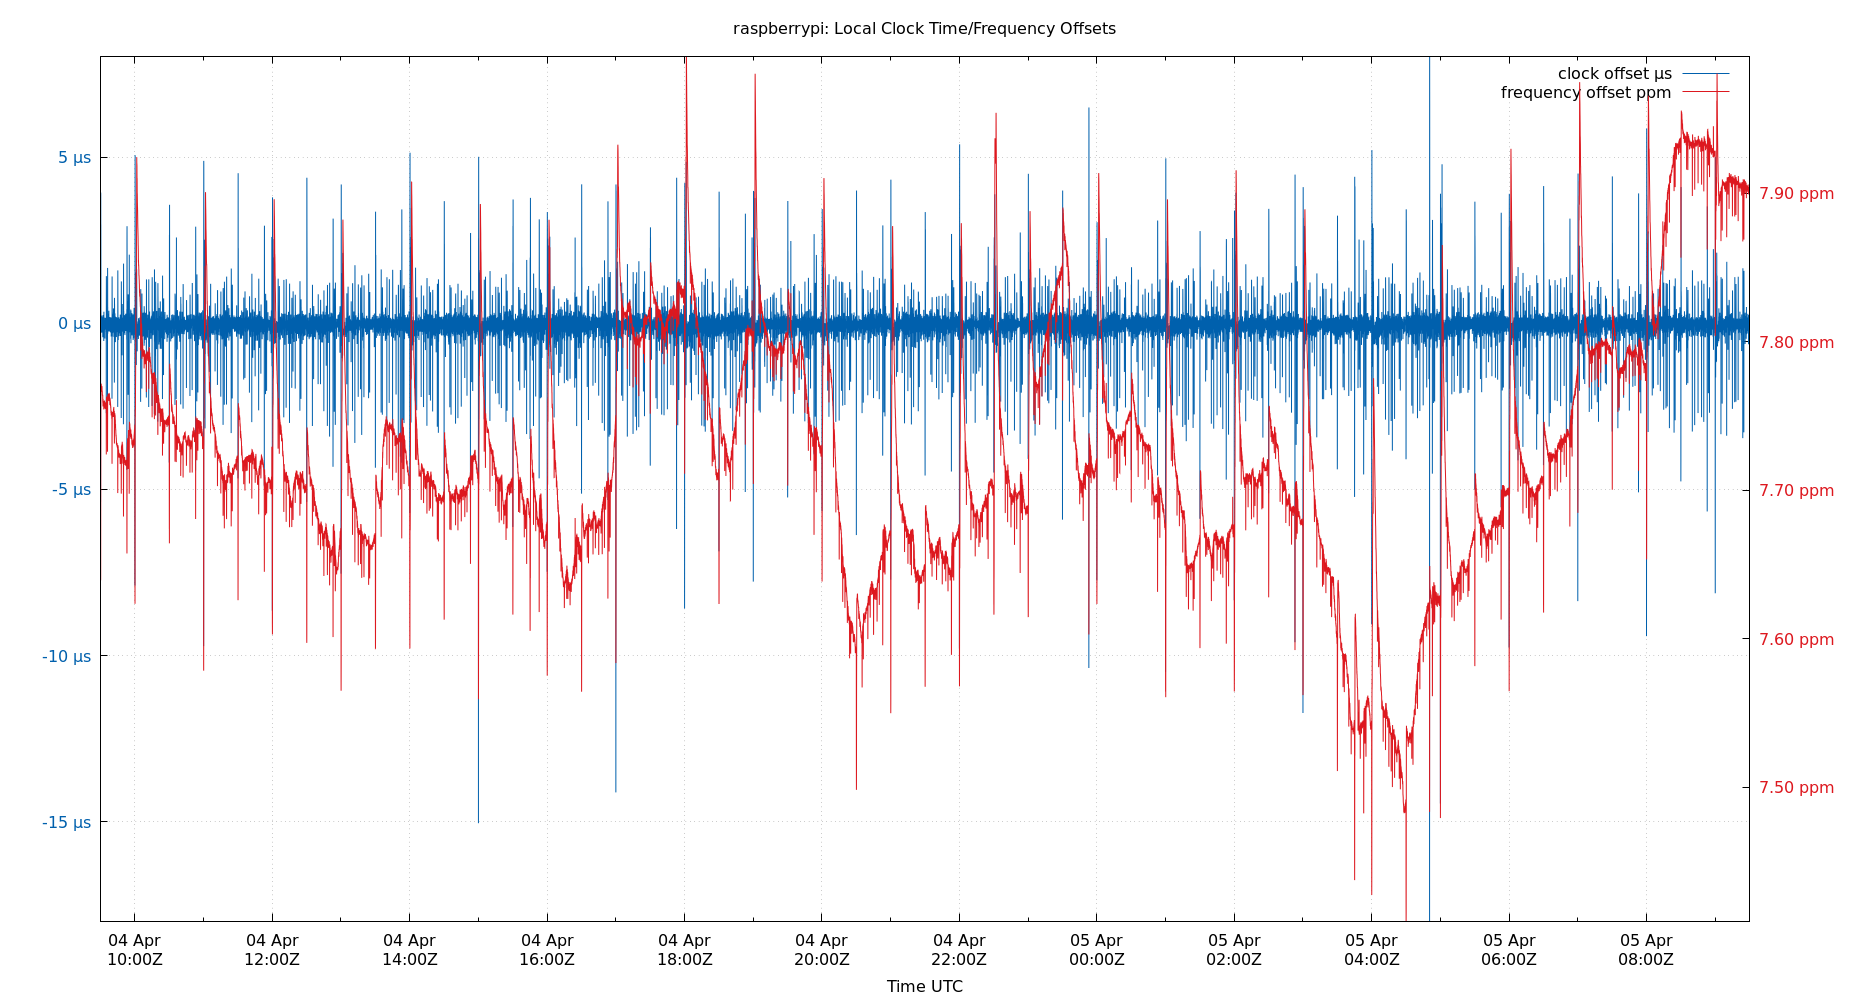 raspberrypi: Local Clock Time/Frequency Offsets
clock offset µs
frequency offset ppm
5 µs
0 µs
-5 µs
-10 µs
-15 µs
7.90 ppm
7.80 ppm
7.70 ppm
7.60 ppm
7.50 ppm
04 Apr 04 Apr 04 Apr 04 Apr 04 Apr 04 Apr 04 Apr 05 Apr 05 Apr 05 Apr 05 Apr 05 Apr
10:00Z 12:00Z 14:00Z 16:00Z 18:00Z 20:00Z 22:00Z 00:00Z 02:00Z 04:00Z 06:00Z 08:00Z
Time UTC